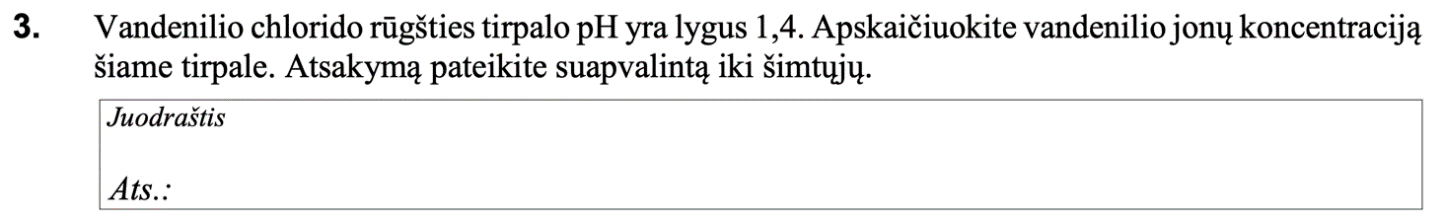 3. Vandenilio chlorido rūgšties tirpalo pH yra lygus 1,4. Apskaičiuokite vandenilio jonų koncentraciją
šiame tirpale. Atsakymą pateikite suapvalintą iki šimtųjų.
Juodraštis
Ats.: